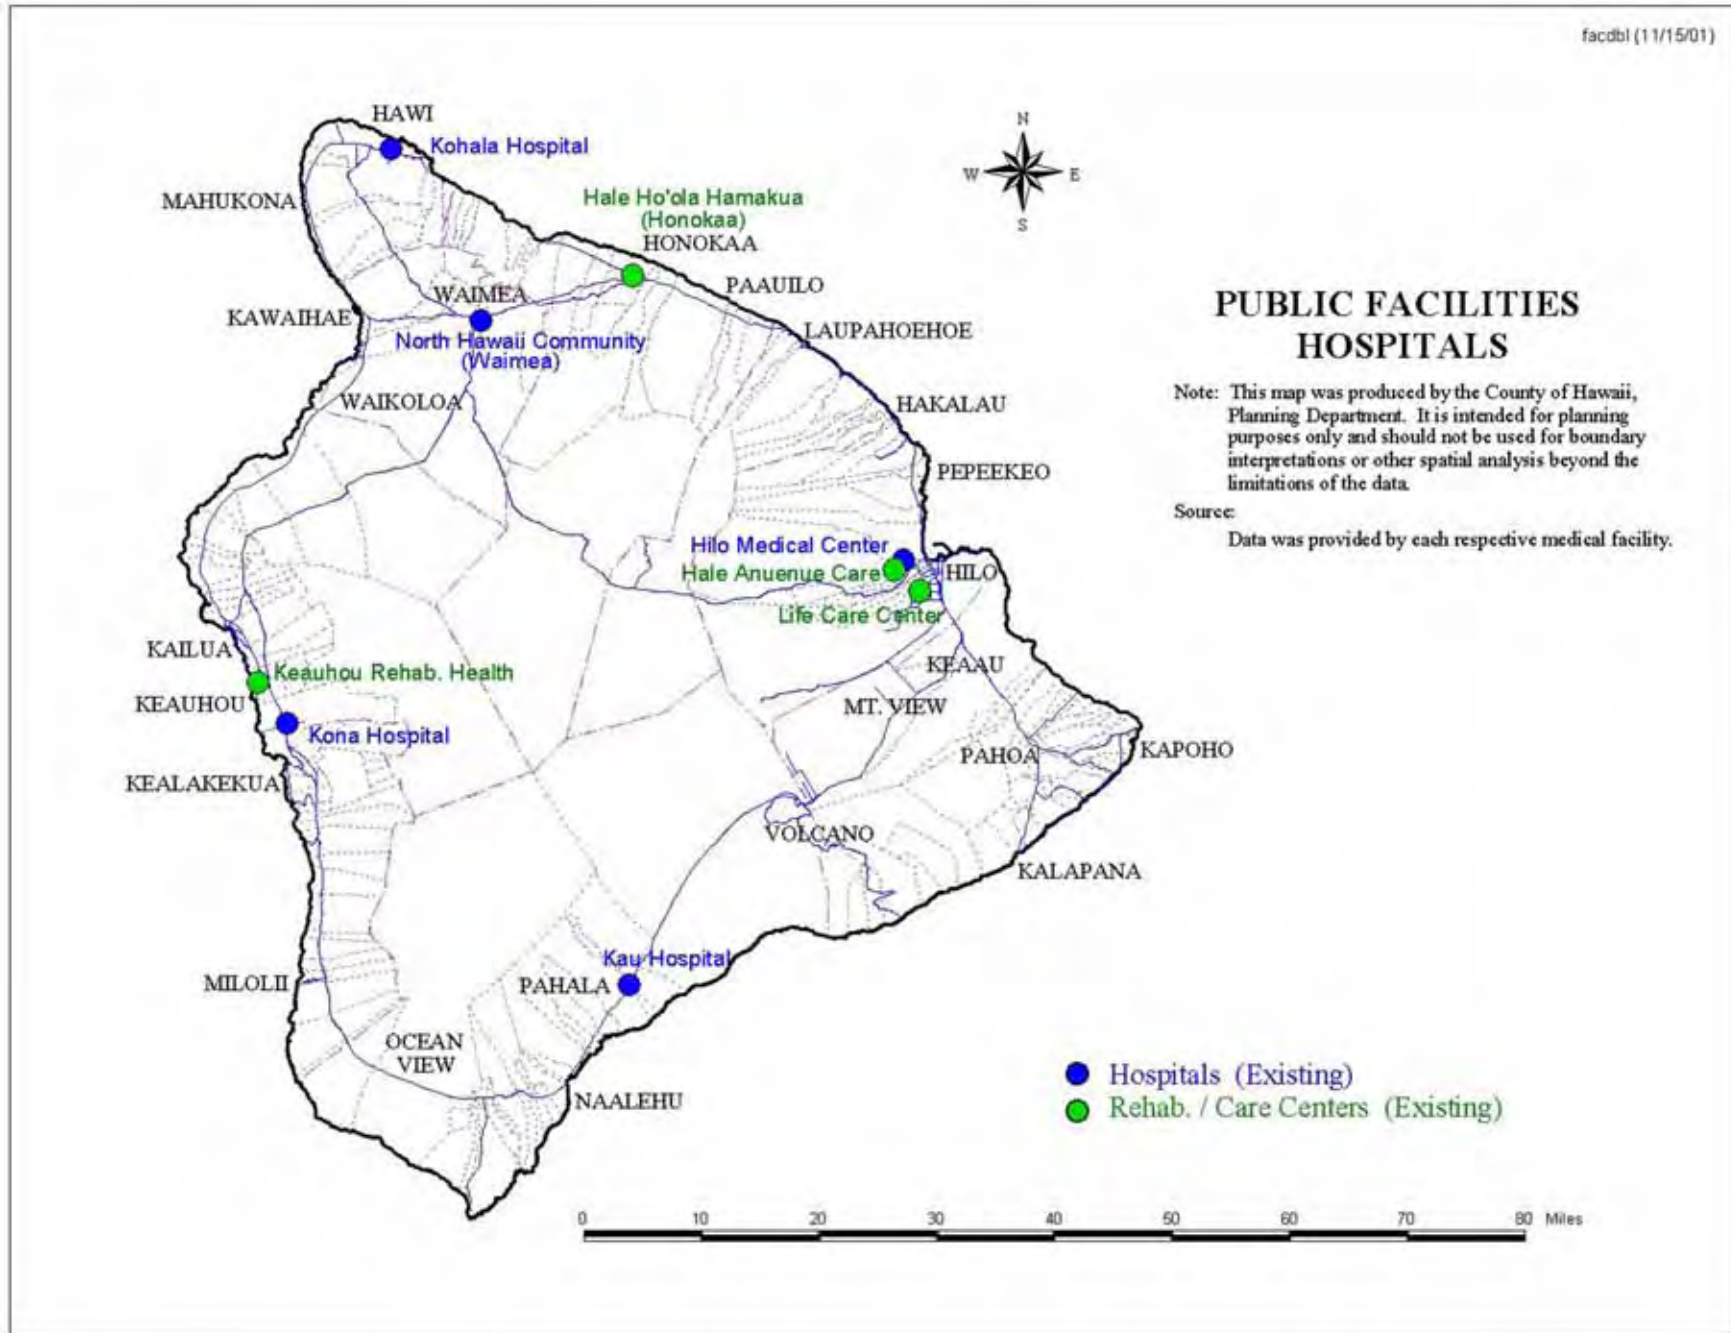 facdbl (11/15/01)
HAWI
Kohala Hospital
N
W
E
S
MAHUKONA
Hale Ho'ola Hamakua
(Honokaa)
HONOKAA
PAAUILO
WAIMEA
KAWAIHAE
North Hawaii Community
(Waimea)
LAUPAHOEHOE
WAIKOLOA
HAKALAU
PEPEEKEO
PUBLIC FACILITIES
HOSPITALS
Note: This map was produced by the County of Hawaii,
Planning Department. It is intended for planning
purposes only and should not be used for boundary
interpretations or other spatial analysis beyond the
limitations of the data.
Source:
Data was provided by each respective medical facility.
Hilo Medical Center
Hale Anuenue Care
HILO
Life Care Center
KAILUA
Keauhou Rehab. Health
KEAUHOU
Kona Hospital
KEAAU
MT. VIEW
PAHOA
KAPOHO
KEALAKEKUA
VOLCANO
KALAPANA
Kau Hospital
MILOLII
PAHALA
OCEAN
VIEW
NAALEHU
Hospitals (Existing)
Rehab. / Care Centers (Existing)
0 10 20 30 40 50 60 70 80 Miles